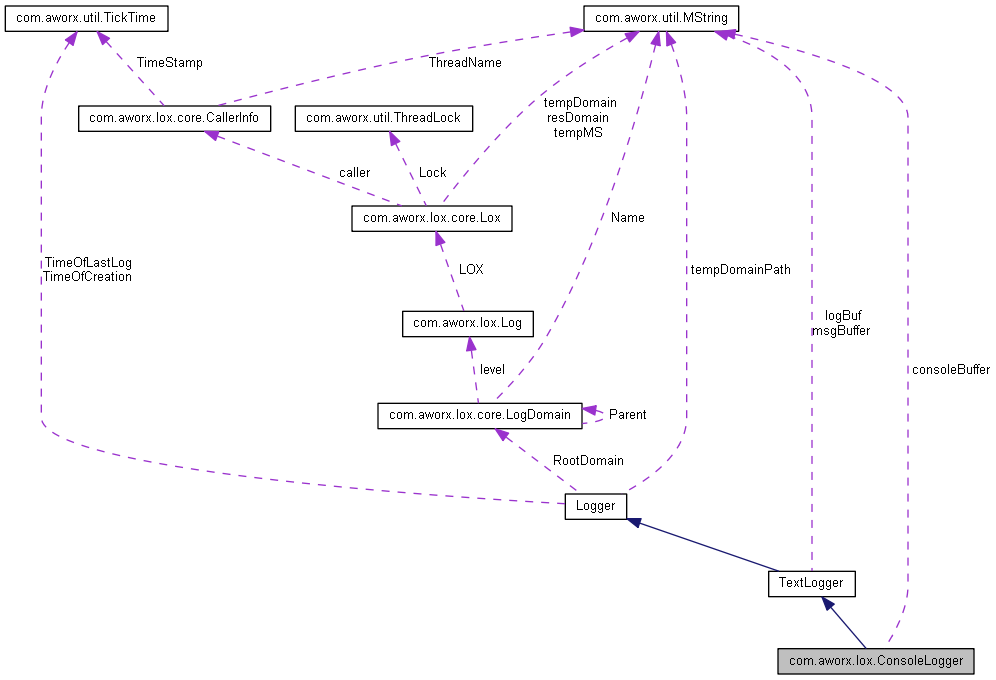 com.aworx.util.TickTime
com.aworx.util.MString
TimeStamp
ThreadName
com.aworx.lox.core.CallerInfo
com.aworx.util.ThreadLock
tempDomain
resDomain
tempMS
caller
Lock
com.aworx.lox.core.Lox
Name
TimeOfLastLog
TimeOfCreation
LOX
tempDomainPath
logBuf
msgBuffer
com.aworx.lox.Log
level
consoleBuffer
com.aworx.lox.core.LogDomain
Parent
RootDomain
Logger
TextLogger
com.aworx.lox.ConsoleLogger